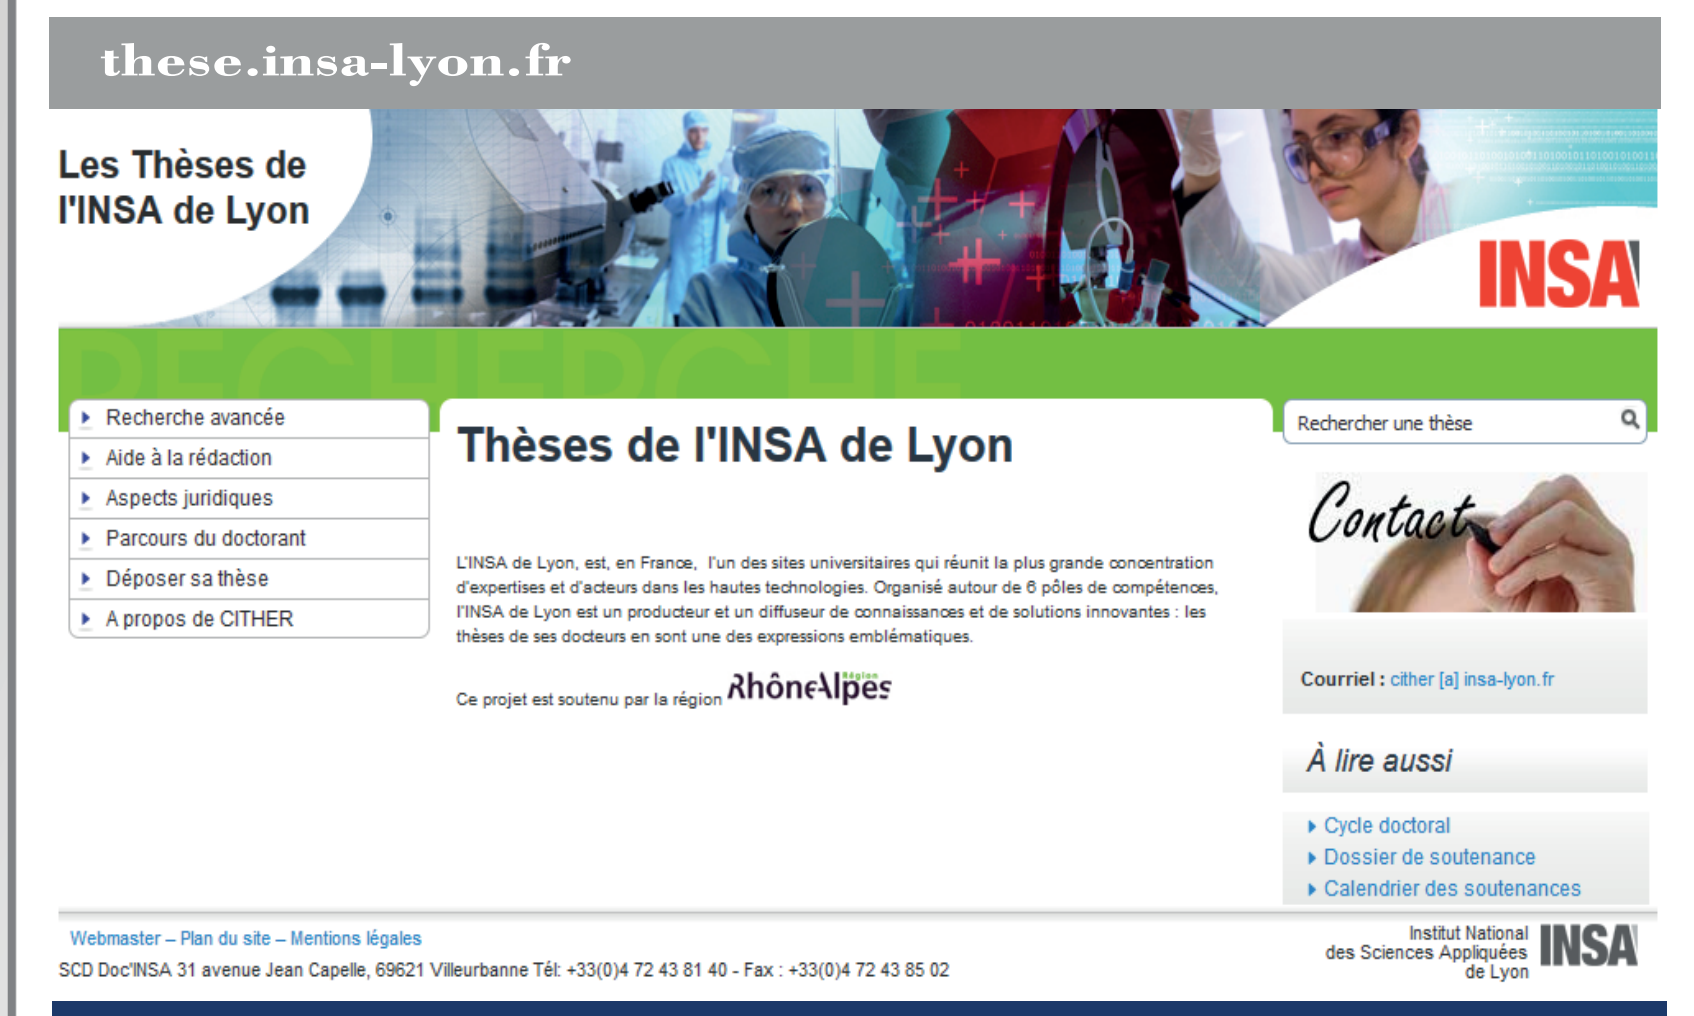 these.insa-lyon.fr
Les Thèses de
l'INSA de Lyon
INSA
RECHERCHE
Recherche avancée
Aide à la rédaction
Aspects juridiques
Parcours du doctorant
Déposer sa thèse
A propos de CITHER
Thèses de l'INSA de Lyon
L'INSA de Lyon, est, en France, l'un des sites universitaires qui réunit la plus grande concentration
d'expertises et d'acteurs dans les hautes technologies. Organisé autour de 6 pôles de compétences,
l'INSA de Lyon est un producteur et un diffuseur de connaissances et de solutions innovantes : les
thèses de ses docteurs en sont une des expressions emblématiques.
Ce projet est soutenu par la région RhôneAlpes Région
Rechercher une thèse
Contact
Courriel : cither [a] insa-lyon.fr
À lire aussi
Cycle doctoral
Dossier de soutenance
Calendrier des soutenances
Webmaster – Plan du site – Mentions légales
SCD Doc'INSA 31 avenue Jean Capelle, 69621 Villeurbanne Tél: +33(0)4 72 43 81 40 - Fax : +33(0)4 72 43 85 02
Institut National
des Sciences Appliquées
de Lyon
INSA